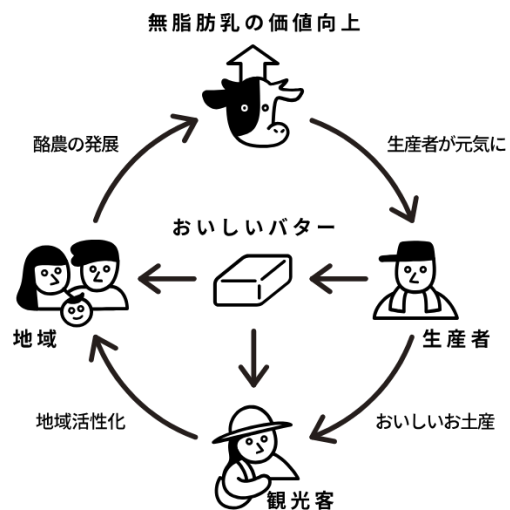 無脂肪乳の価値向上
酪農の発展
生産者が元気に
おいしいバター
地域
生産者
地域活性化
おいしいお土産
観光客